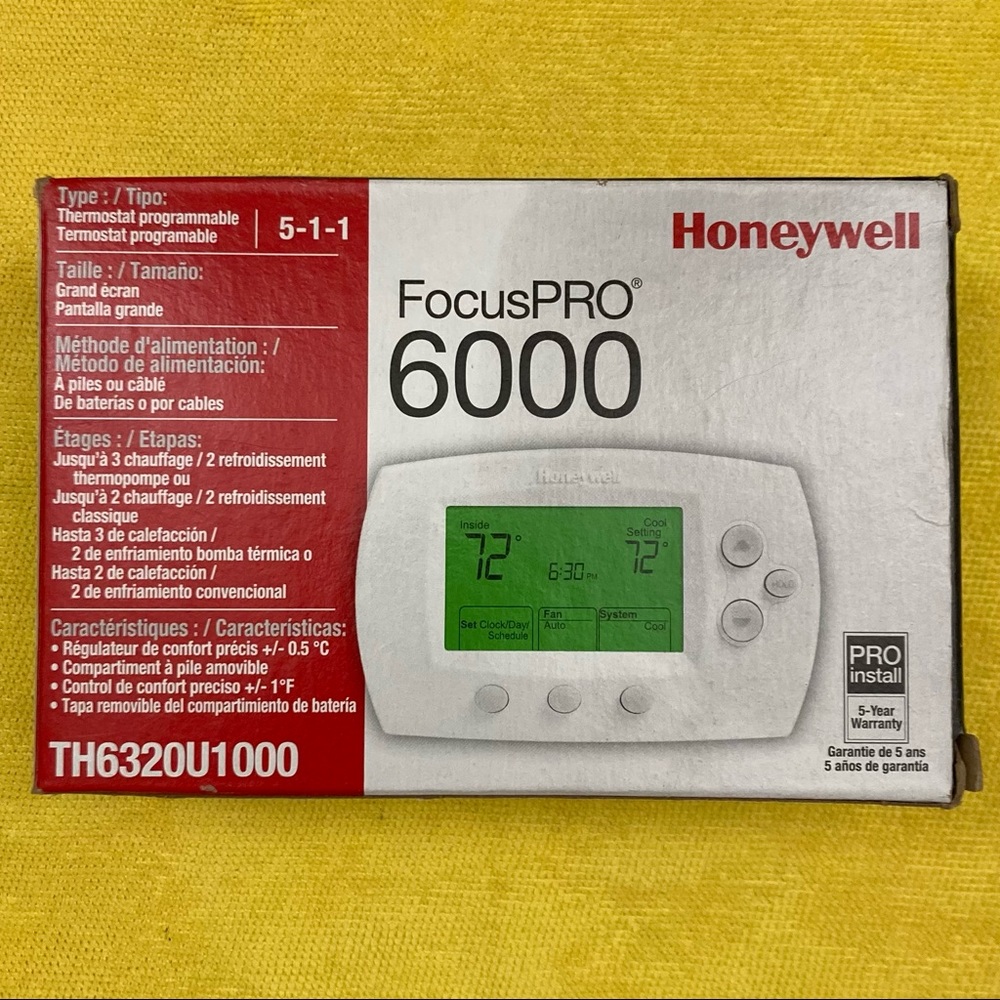 Type : / Tipo:
Thermostat programmable
Termostat programable
5-1-1
Taille : / Tamaño:
Grand écran
Pantalla grande
Méthode d'alimentation : /
Método de alimentación:
À piles ou câblé
De baterías o por cables
Étages : / Etapas:
Jusqu'à 3 chauffage / 2 refroidissement
thermopompe ou
Jusqu'à 2 chauffage / 2 refroidissement
classique
Hasta 3 de calefacción /
2 de enfriamiento bomba térmica o
Hasta 2 de calefacción /
2 de enfriamiento convencional
Caractéristiques : / Características:
• Régulateur de confort précis +/- 0.5 °C
• Compartiment à pile amovible
• Control de confort preciso +/- 1°F
• Tapa removible del compartimiento de batería
TH6320U1000
Honeywell
FocusPRO®
6000
Honeywell
Inside
72°
6:30 PM
Cool
Setting
72°
Set Clock/Day/
Schedule
Fan
Auto
System
Cool
HOLD
PRO
install
5-Year
Warranty
Garantie de 5 ans
5 años de garantía